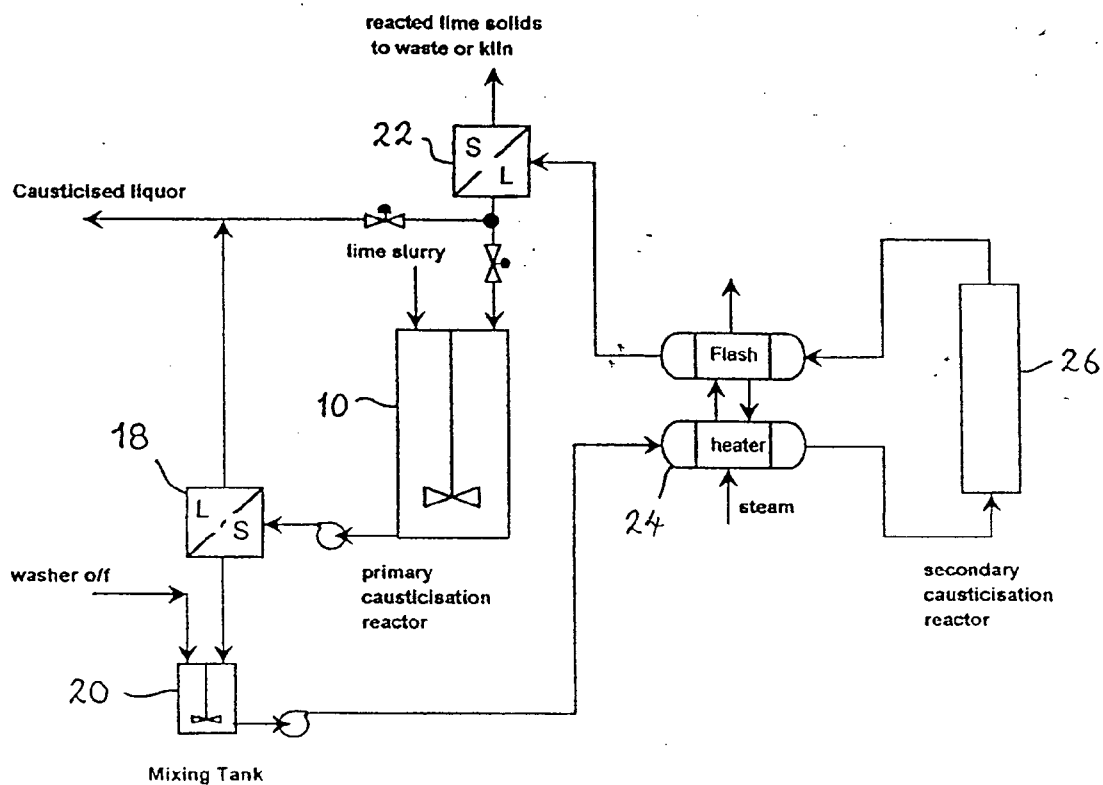 reacted lime solids
to waste or kiln
22
S
L
Causticised liquor
lime slurry
Flash
26
10
18
heater
L
S
steam
24
washer o/f
primary
causticisation
reactor
secondary
causticisation
reactor
20
Mixing Tank